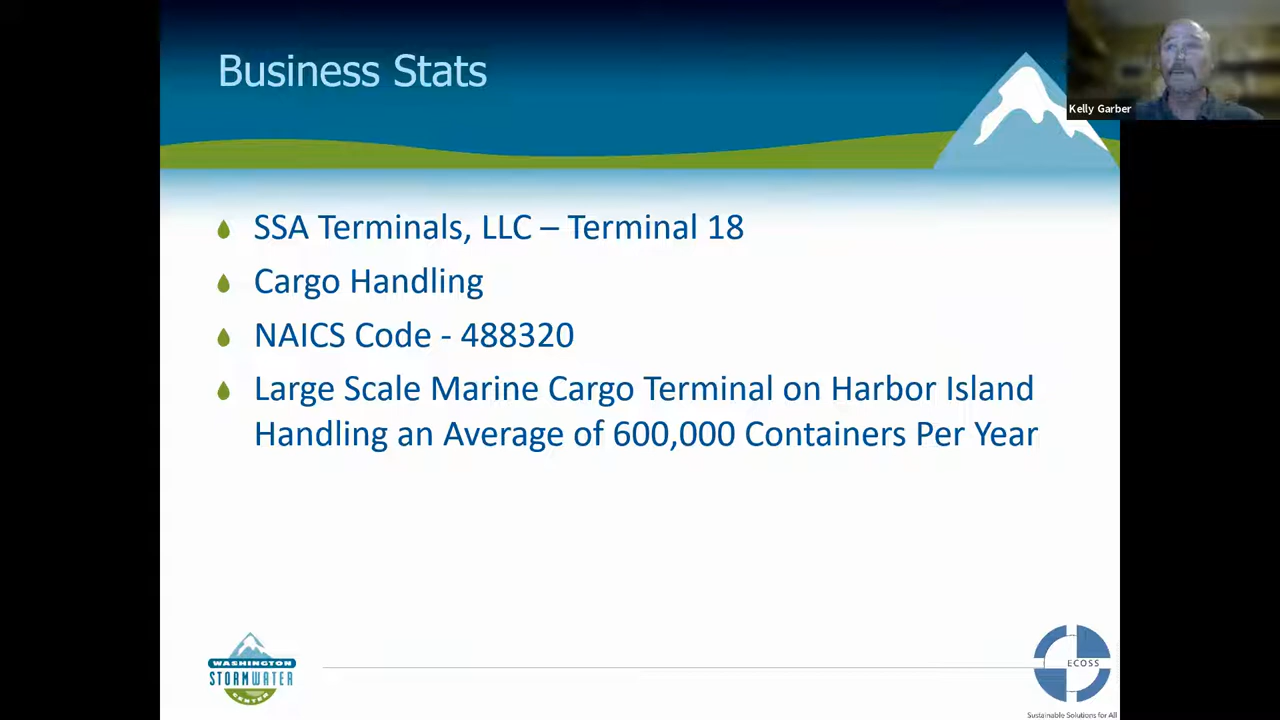 Business Stats
Kelly Garber
SSA Terminals, LLC – Terminal 18
Cargo Handling
NAICS Code - 488320
Large Scale Marine Cargo Terminal on Harbor Island
Handling an Average of 600,000 Containers Per Year
WASHINGTON
STORMWATER
CENTER
ECOSS
Sustainable Solutions for All